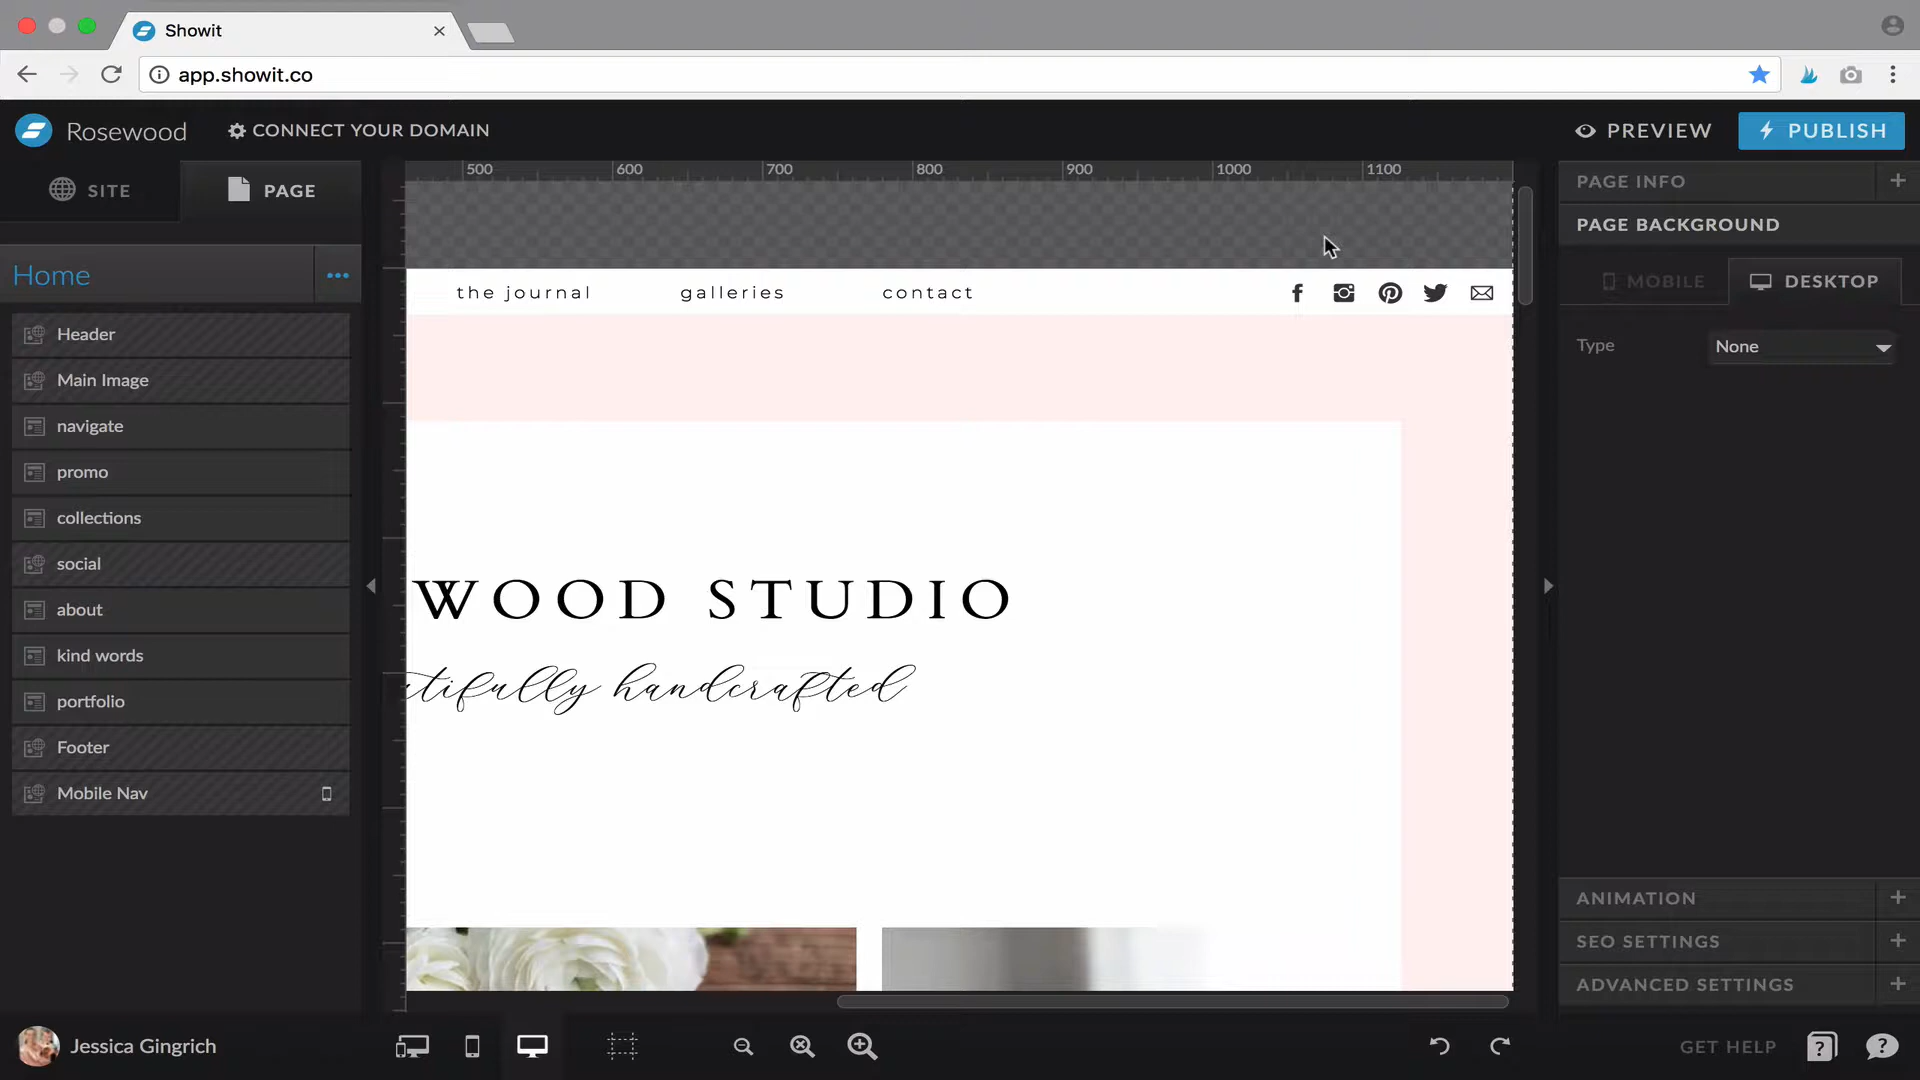 Showit
app.showit.co
Rosewood
CONNECT YOUR DOMAIN
PREVIEW
PUBLISH
SITE
PAGE
500 600 700 800 900 1000 1100
Home
Header
Main Image
navigate
promo
collections
social
about
kind words
portfolio
Footer
Mobile Nav
the journal
galleries
contact
WOOD STUDIO
tifully handcrafted
PAGE INFO
PAGE BACKGROUND
MOBILE
DESKTOP
Type
None
ANIMATION
SEO SETTINGS
ADVANCED SETTINGS
Jessica Gingrich
GET HELP